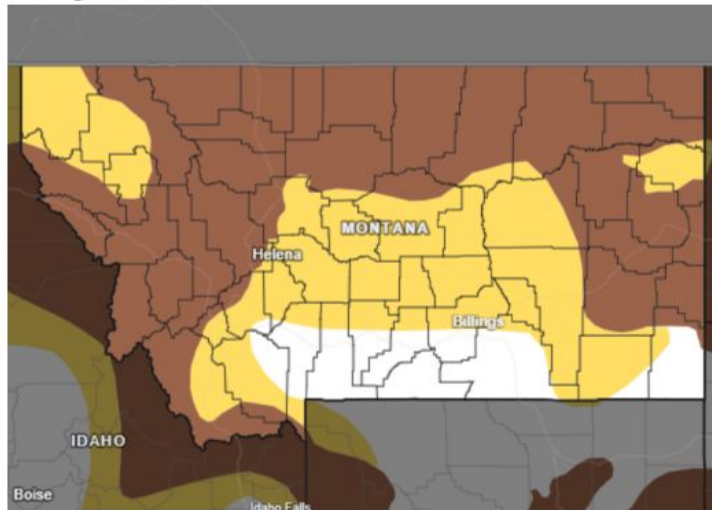 MONTANA
Helena
Billings
IDAHO
Boise
Idaho Falls